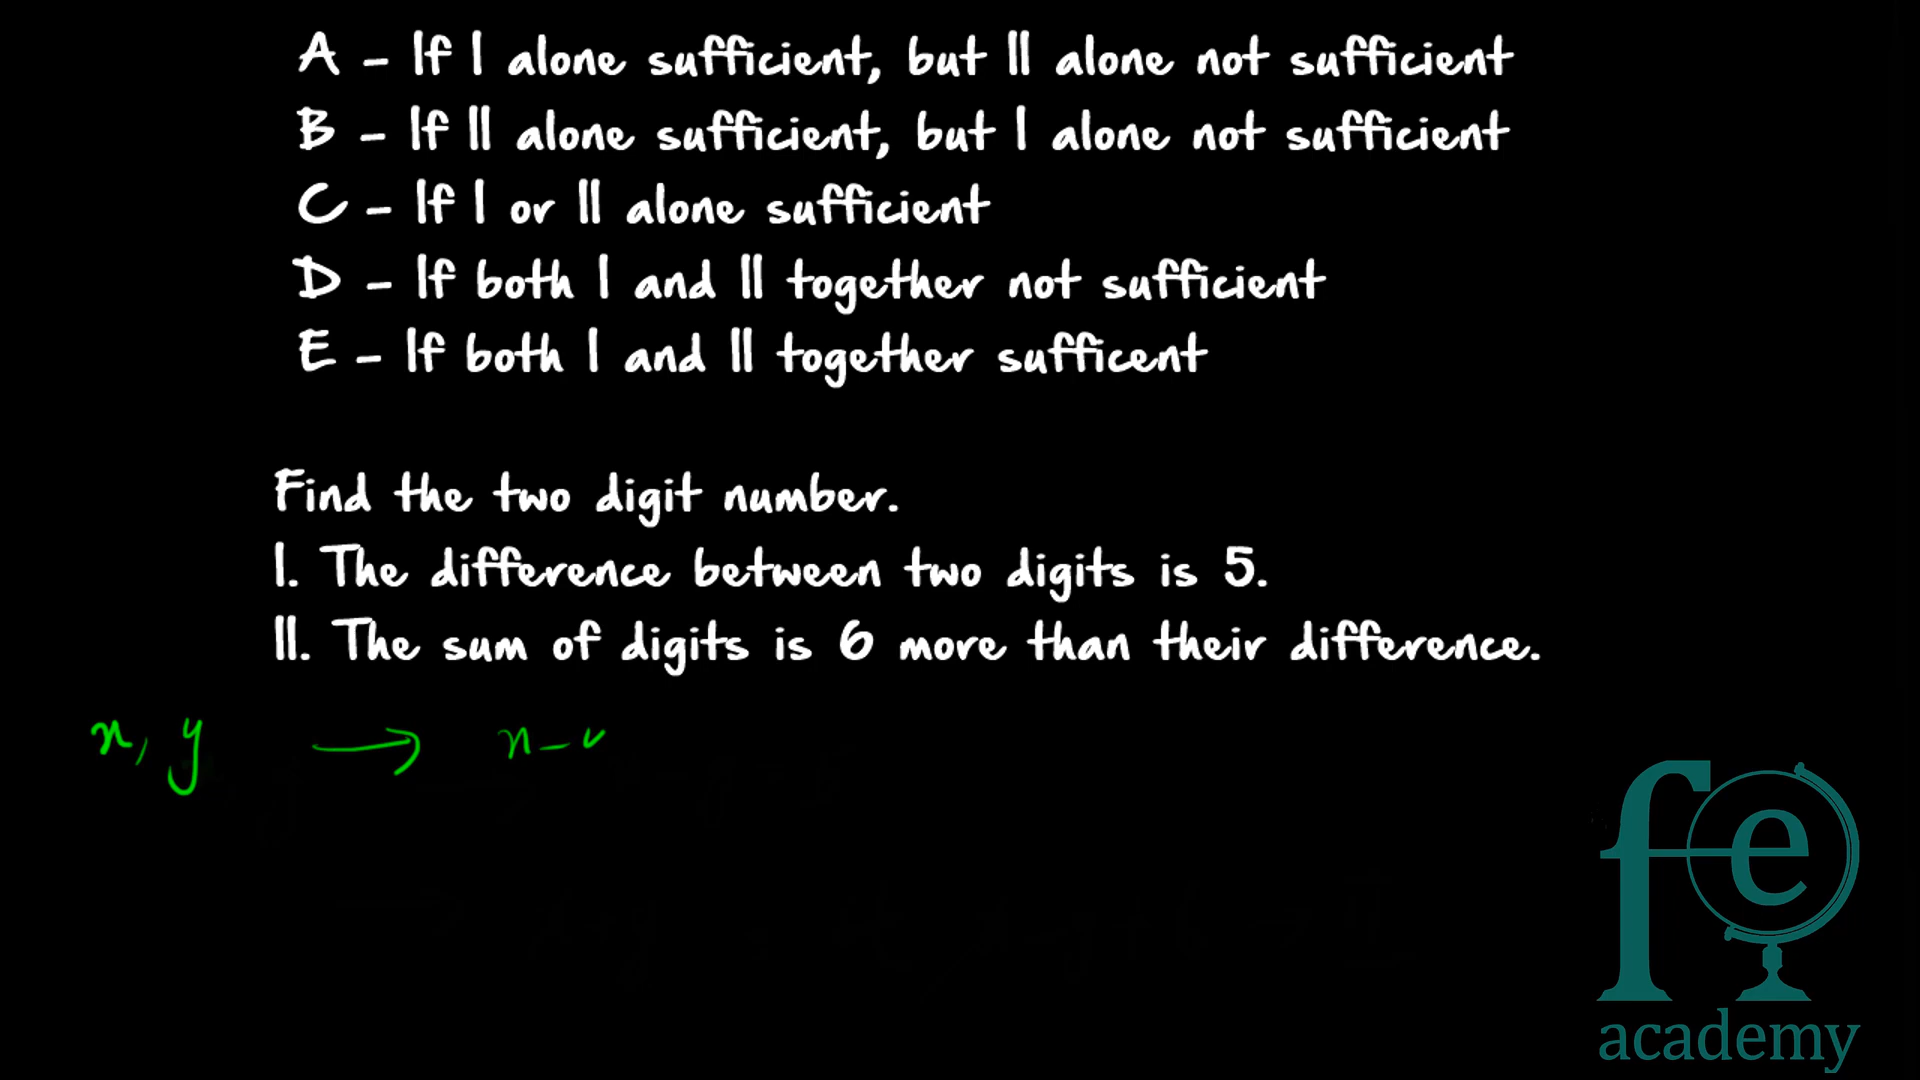 A - If I alone sufficient, but II alone not sufficient
B - If II alone sufficient, but I alone not sufficient
C - If I or II alone sufficient
D - If both I and II together not sufficient
E - If both I and II together sufficent
Find the two digit number.
I. The difference between two digits is 5.
II. The sum of digits is 6 more than their difference.
x, y → x -
fe
academy